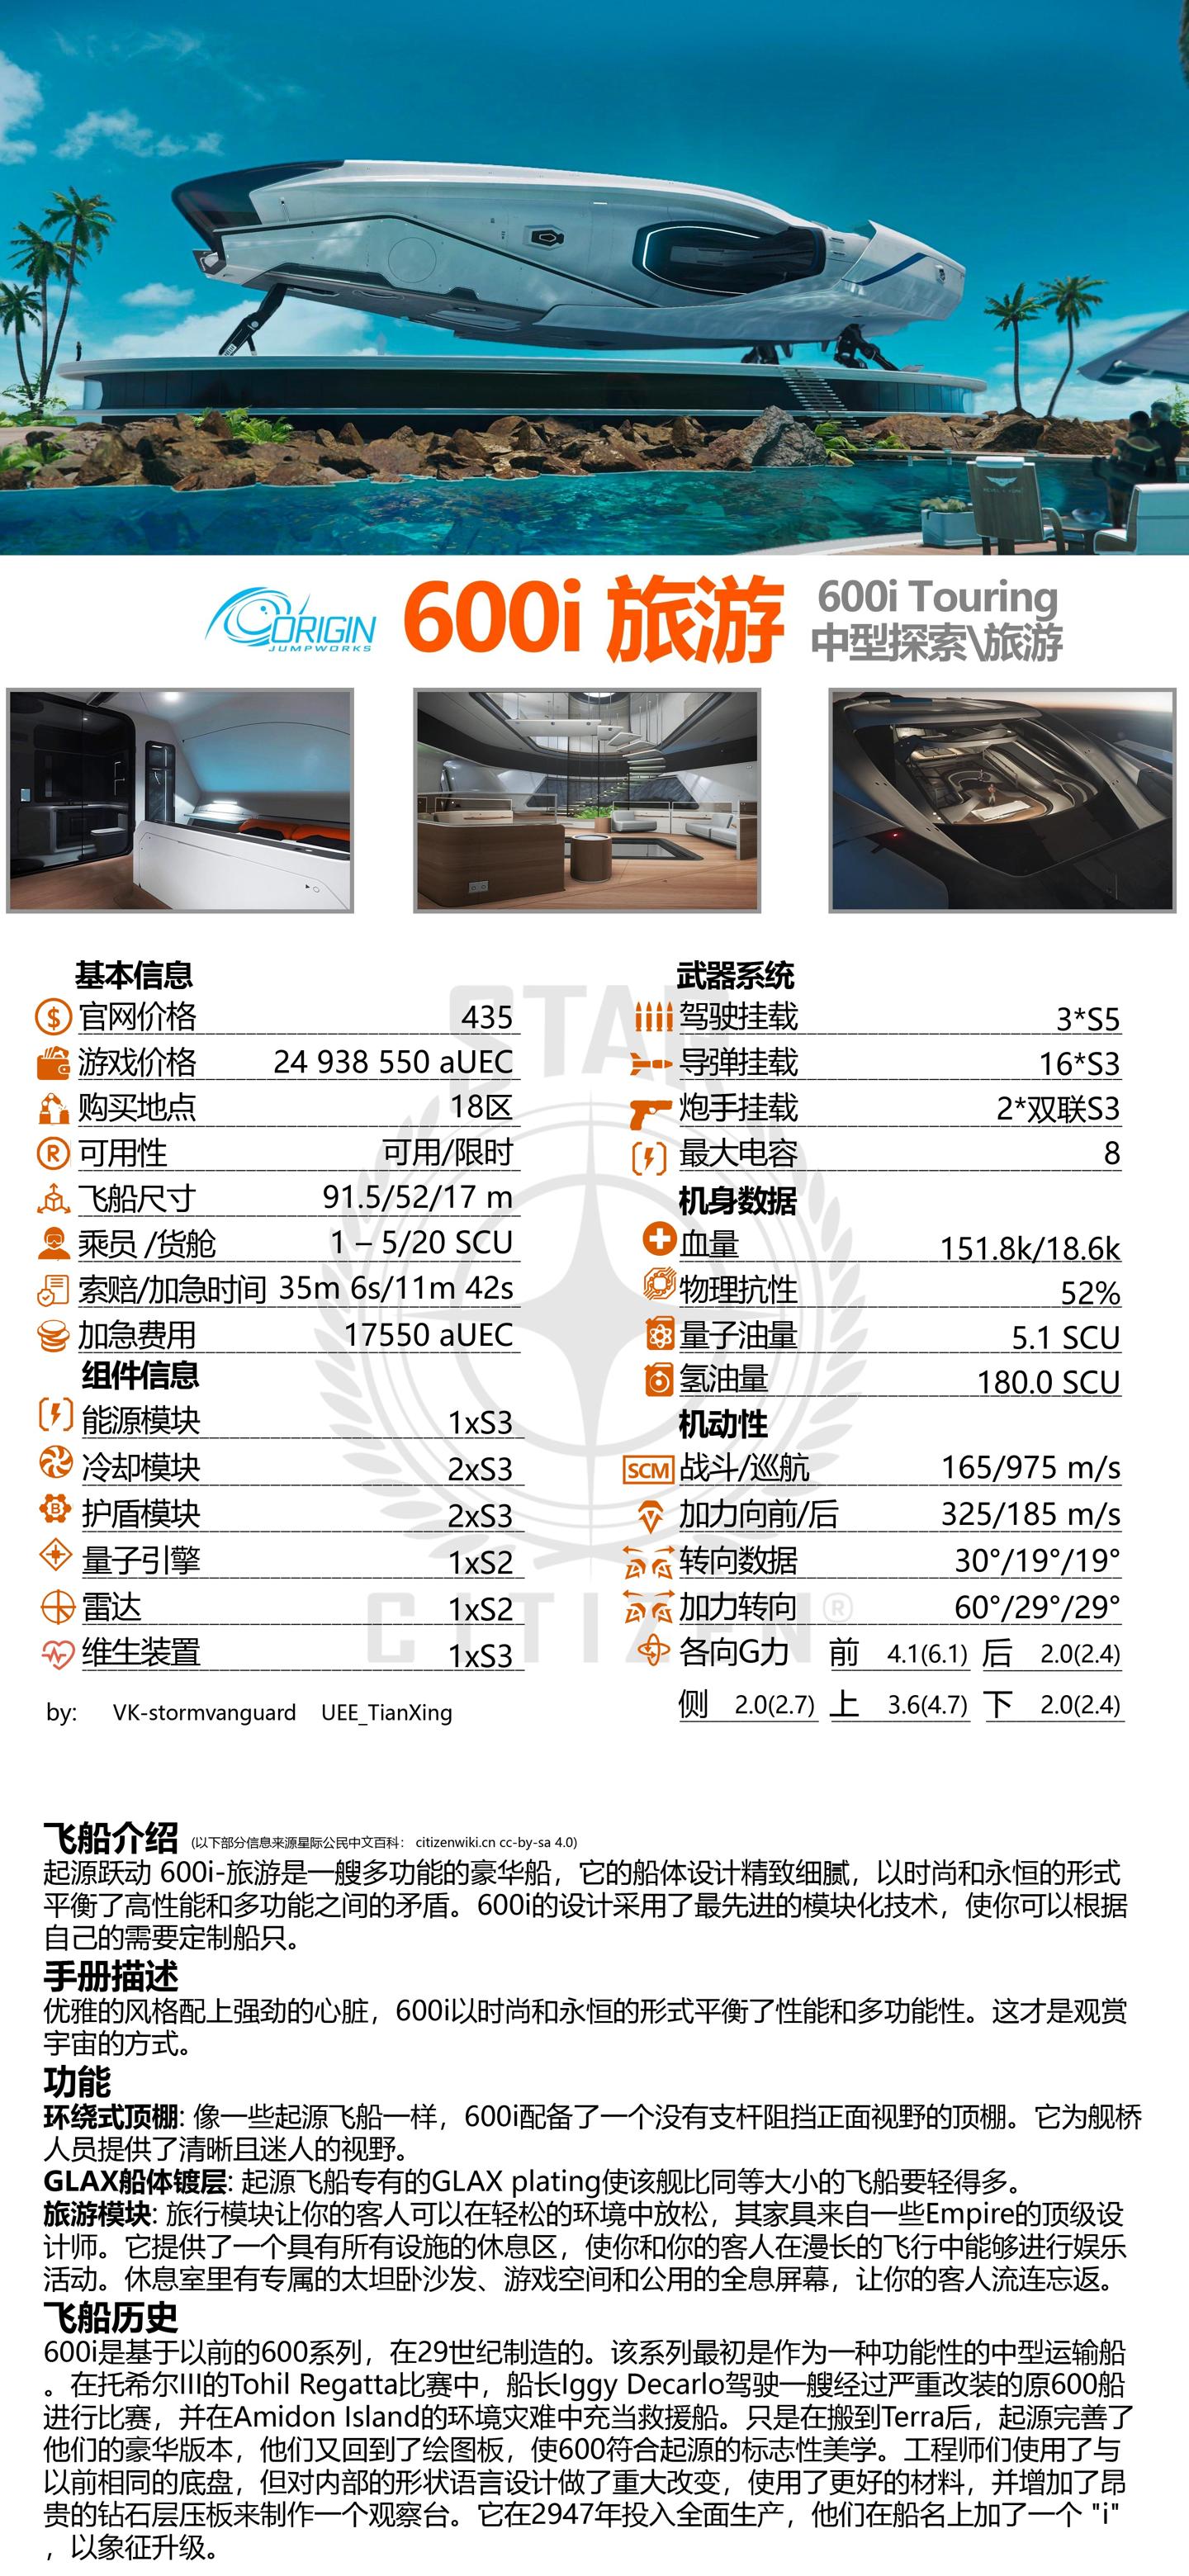 ORIGIN
JUMPWORKS
600i 旅游
600i Touring
中型探索\旅游
基本信息
官网价格 435
游戏价格 24 938 550 aUEC
购买地点 18区
可用性 可用/限时
飞船尺寸 91.5/52/17 m
乘员 /货舱 1 – 5/20 SCU
索赔/加急时间 35m 6s/11m 42s
加急费用 17550 aUEC
组件信息
能源模块 1xS3
冷却模块 2xS3
护盾模块 2xS3
量子引擎 1xS2
雷达 1xS2
维生装置 1xS3
by: VK-stormvanguard UEE_TianXing
武器系统
驾驶挂载 3*S5
导弹挂载 16*S3
炮手挂载 2*双联S3
最大电容 8
机身数据
血量 151.8k/18.6k
物理抗性 52%
量子油量 5.1 SCU
氢油量 180.0 SCU
机动性
SCM 战斗/巡航 165/975 m/s
加力向前/后 325/185 m/s
转向数据 30°/19°/19°
加力转向 60°/29°/29°
各向G力 前 4.1(6.1) 后 2.0(2.4)
侧 2.0(2.7) 上 3.6(4.7) 下 2.0(2.4)
STAR
CITIZEN®
飞船介绍 (以下部分信息来源星际公民中文百科： citizenwiki.cn cc-by-sa 4.0)
起源跃动 600i-旅游是一艘多功能的豪华船，它的船体设计精致细腻，以时尚和永恒的形式
平衡了高性能和多功能之间的矛盾。600i的设计采用了最先进的模块化技术，使你可以根据
自己的需要定制船只。
手册描述
优雅的风格配上强劲的心脏，600i以时尚和永恒的形式平衡了性能和多功能性。这才是观赏
宇宙的方式。
功能
环绕式顶棚: 像一些起源飞船一样，600i配备了一个没有支杆阻挡正面视野的顶棚。它为舰桥
人员提供了清晰且迷人的视野。
GLAX船体镀层: 起源飞船专有的GLAX plating使该舰比同等大小的飞船要轻得多。
旅游模块: 旅行模块让你的客人可以在轻松的环境中放松，其家具来自一些Empire的顶级设
计师。它提供了一个具有所有设施的休息区，使你和你的客人在漫长的飞行中能够进行娱乐
活动。休息室里有专属的太坦卧沙发、游戏空间和公用的全息屏幕，让你的客人流连忘返。
飞船历史
600i是基于以前的600系列，在29世纪制造的。该系列最初是作为一种功能性的中型运输船
。在托希尔III的Tohil Regatta比赛中，船长Iggy Decarlo驾驶一艘经过严重改装的原600船
进行比赛，并在Amidon Island的环境灾难中充当救援船。只是在搬到Terra后，起源完善了
他们的豪华版本，他们又回到了绘图板，使600符合起源的标志性美学。工程师们使用了与
以前相同的底盘，但对内部的形状语言设计做了重大改变，使用了更好的材料，并增加了昂
贵的钻石层压板来制作一个观察台。它在2947年投入全面生产，他们在船名上加了一个 "i"
，以象征升级。